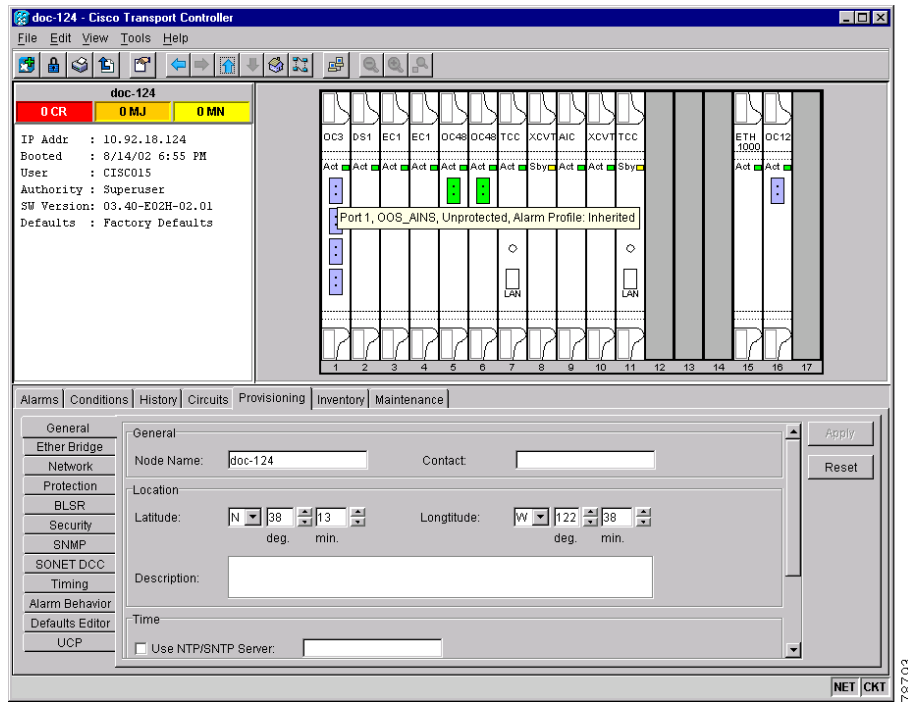 doc-124 - Cisco Transport Controller
File Edit View Tools Help
doc-124
0 CR 0 MJ 0 MN
IP Addr : 10.92.18.124
Booted : 8/14/02 6:55 PM
User : CISCO15
Authority : Superuser
SW Version: 03.40-E02H-02.01
Defaults : Factory Defaults
OC3 DS1 EC1 EC1 OC48 OC48 TCC XCVT AIC XCVT TCC ETH 1000 OC12
Act Act Act Act Act Act Act Sby Act Act Sby Act Act
Port 1, OOS_AINS, Unprotected, Alarm Profile: Inherited
LAN LAN
1 2 3 4 5 6 7 8 9 10 11 12 13 14 15 16 17
Alarms Conditions History Circuits Provisioning Inventory Maintenance
General
Ether Bridge
Network
Protection
BLSR
Security
SNMP
SONET DCC
Timing
Alarm Behavior
Defaults Editor
UCP
General
Node Name: doc-124 Contact:
Location
Latitude: N 38 13 Longtitude: W 122 38
deg. min. deg. min.
Description:
Time
Use NTP/SNTP Server:
Apply
Reset
NET CKT
78703